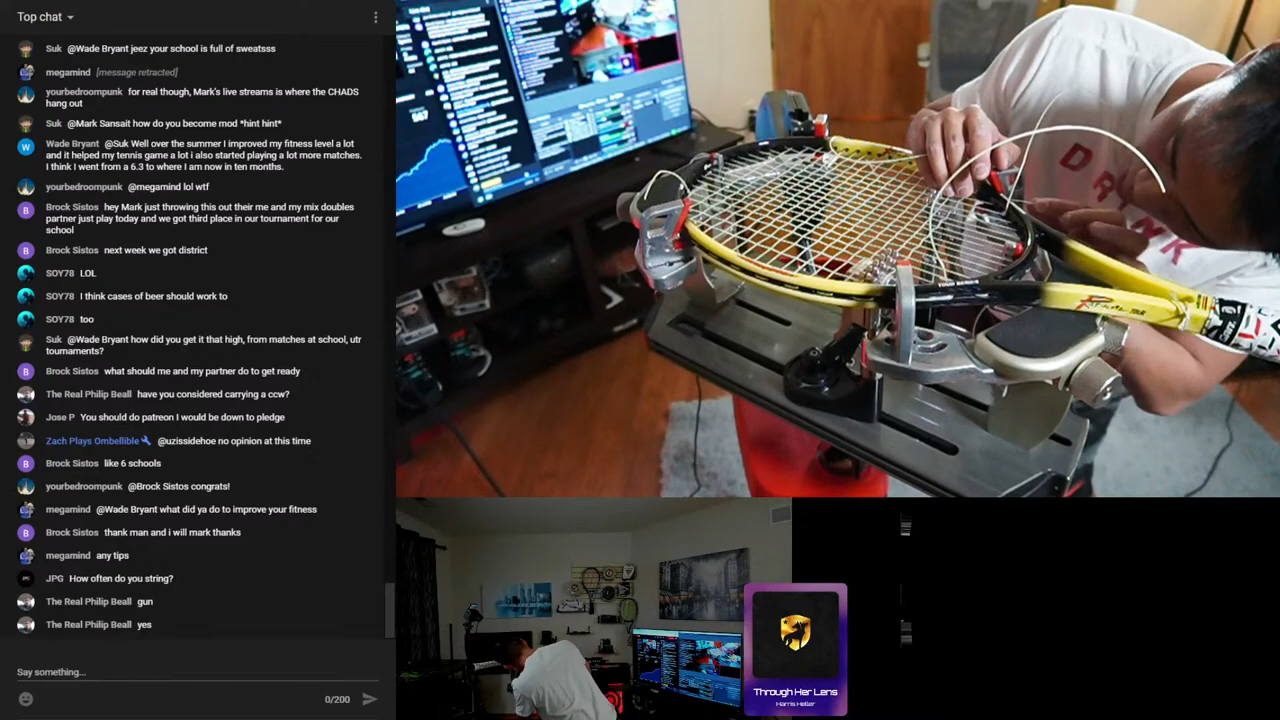 Top chat
Suk @Wade Bryant jeez your school is full of sweatsss
megamind [message retracted]
yourbedroompunk for real though, Mark's live streams is where the CHADS
hang out
Suk @Mark Sansait how do you become mod *hint hint*
W
Wade Bryant @Suk Well over the summer I improved my fitness level a lot
and it helped my tennis game a lot i also started playing a lot more matches.
I think I went from a 6.3 to where I am now in ten months.
yourbedroompunk @megamind lol wtf
B
Brock Sistos hey Mark just throwing this out their me and my mix doubles
partner just play today and we got third place in our tournament for our
school
B
Brock Sistos next week we got district
SOY78 LOL
SOY78 I think cases of beer should work to
SOY78 too
Suk @Wade Bryant how did you get it that high, from matches at school, utr
tournaments?
B
Brock Sistos what should me and my partner do to get ready
The Real Philip Beall have you considered carrying a ccw?
Jose P You should do patreon I would be down to pledge
Zach Plays Ombellible @uzissidehoe no opinion at this time
B
Brock Sistos like 6 schools
yourbedroompunk @Brock Sistos congrats!
megamind @Wade Bryant what did ya do to improve your fitness
B
Brock Sistos thank man and i will mark thanks
megamind any tips
JPG How often do you string?
The Real Philip Beall gun
The Real Philip Beall yes
Say something...
0/200
Through Her Lens
Harris Heller